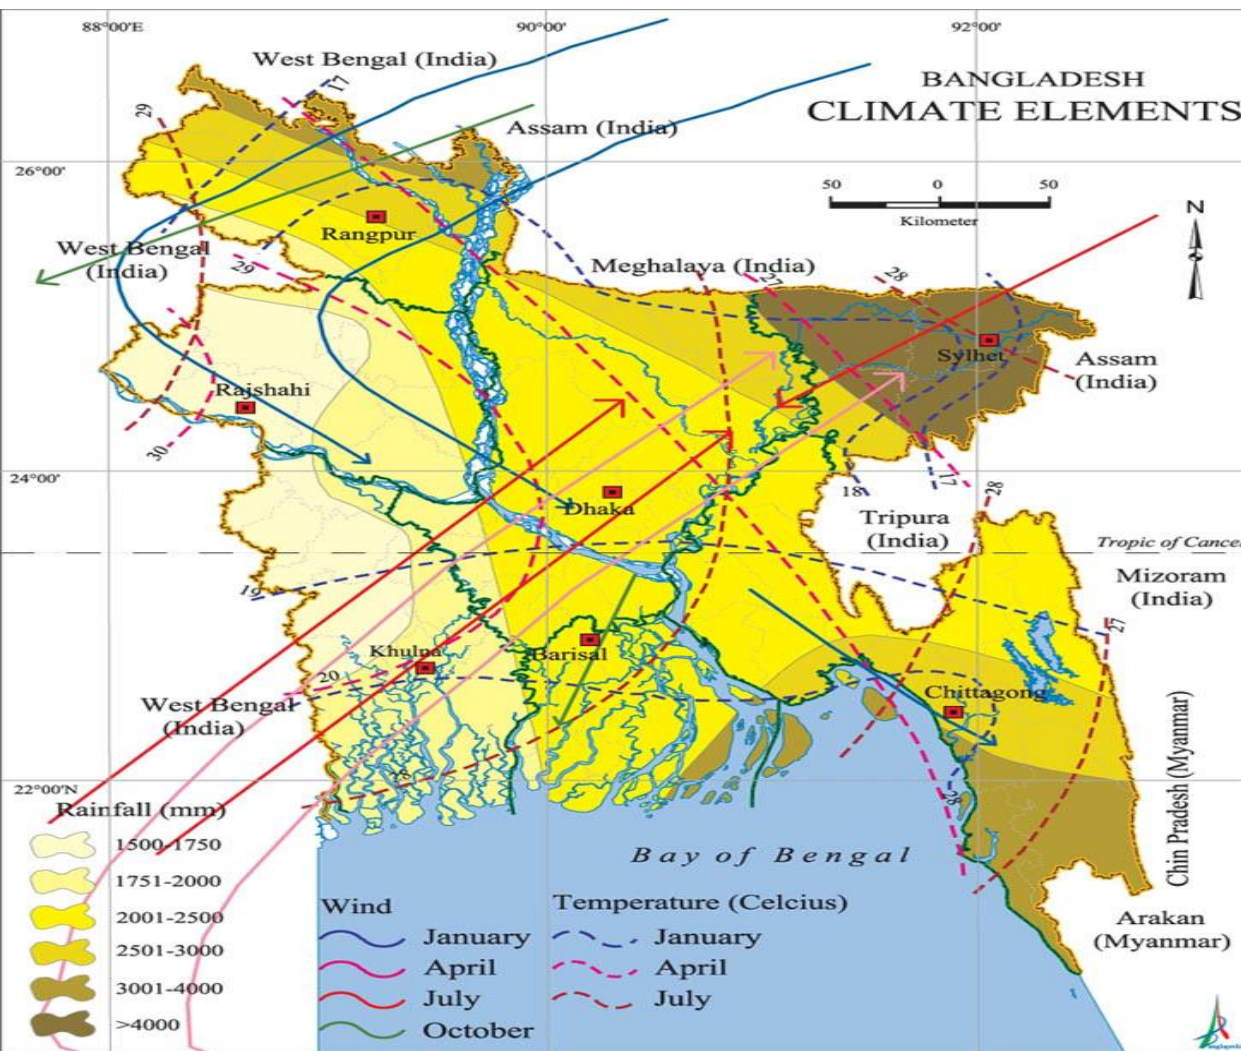 88°00'E
90°00'
92°00'
BANGLADESH
CLIMATE ELEMENTS
West Bengal (India)
17
29
Assam (India)
26°00'
50
0
50
Kilometer
N
Rangpur
West Bengal
(India)
29
Meghalaya (India)
27
28
Sylhet
Assam
(India)
Rajshahi
30
24°00'
18
17
28
Dhaka
Tripura
(India)
Tropic of Cancer
Mizoram
(India)
19
27
Khulna
Barisal
20
Chittagong
West Bengal
(India)
28
28
22°00'N
Chin Pradesh (Myanmar)
Rainfall (mm)
1500-1750
1751-2000
2001-2500
2501-3000
3001-4000
>4000
Bay of Bengal
Wind
January
April
July
October
Temperature (Celcius)
January
April
July
Arakan
(Myanmar)